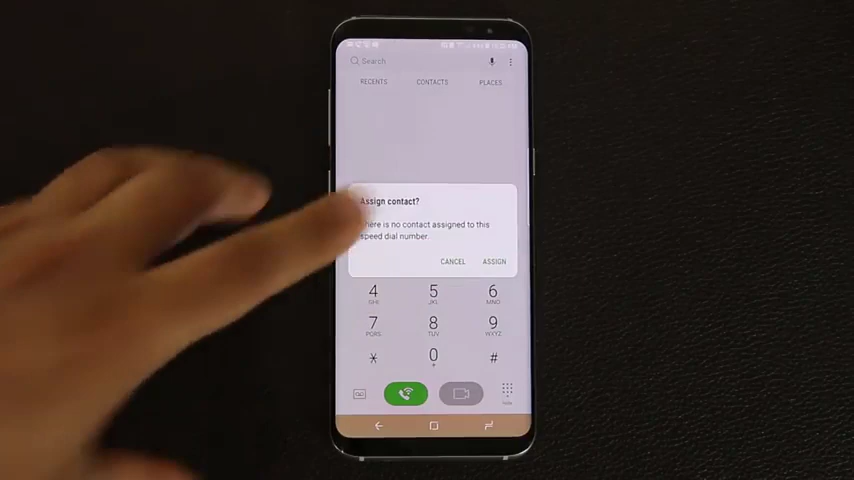 Search
RECENTS CONTACTS PLACES
Assign contact?
here is no contact assigned to this
speed dial number.
CANCEL ASSIGN
4 5 6
GHI JKL MNO
7 8 9
PQRS TUV WXYZ
* 0 #
+